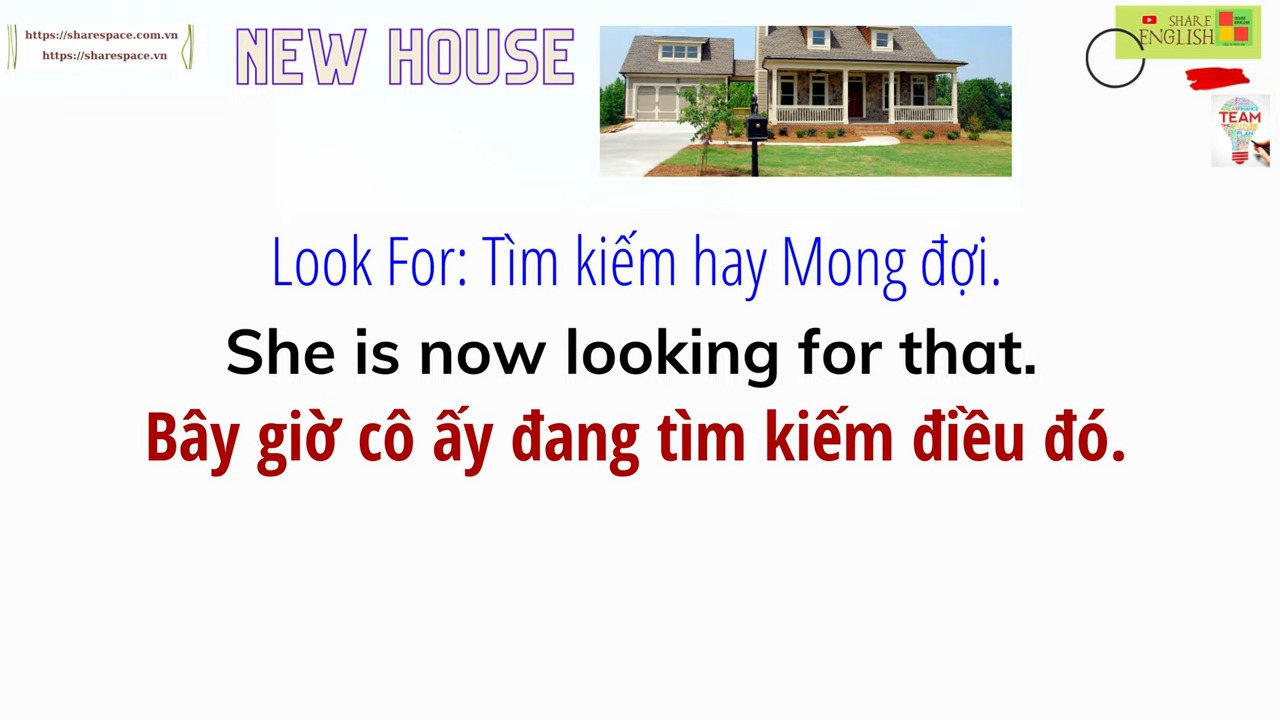 https://sharespace.com.vn
https://sharespace.vn
NEW HOUSE
SHARE
ENGLISH
TEAM
PLAN
Look For: Tìm kiếm hay Mong đợi.
She is now looking for that.
Bây giờ cô ấy đang tìm kiếm điều đó.